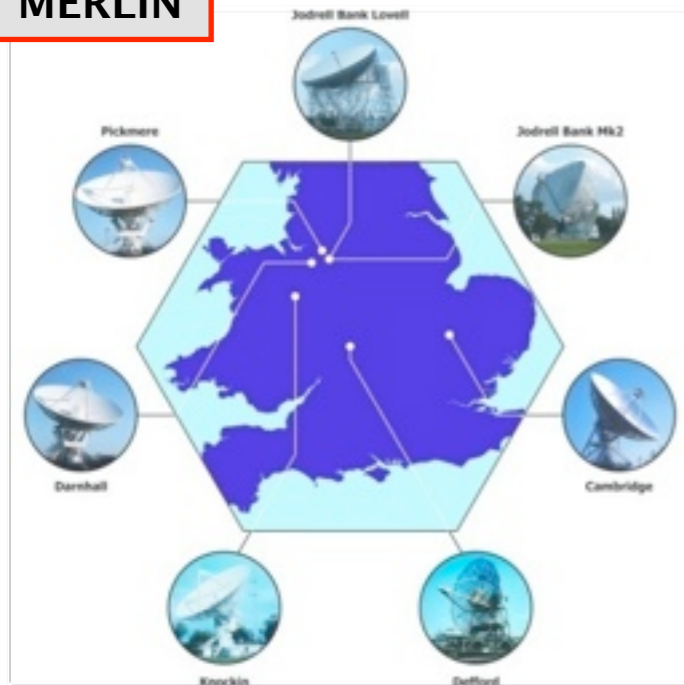 MERLIN
Jodrell Bank Lovell
Pickmere
Jodrell Bank Mk2
Darnhall
Cambridge
Knockin
Defford